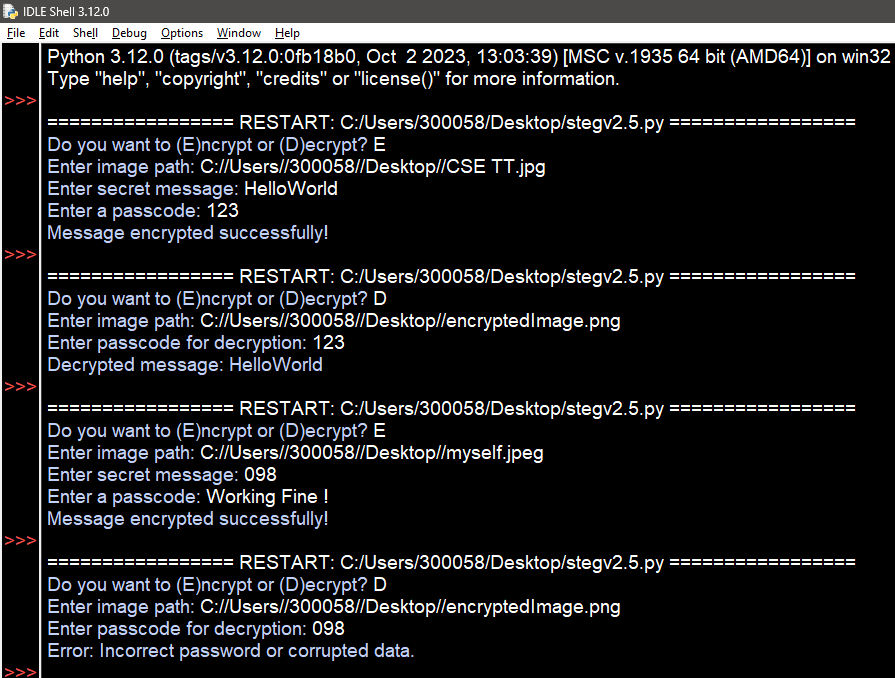 IDLE Shell 3.12.0
File Edit Shell Debug Options Window Help
Python 3.12.0 (tags/v3.12.0:0fb18b0, Oct  2 2023, 13:03:39) [MSC v.1935 64 bit (AMD64)] on win32
Type "help", "copyright", "credits" or "license()" for more information.
>>>
================= RESTART: C:/Users/300058/Desktop/stegv2.5.py =================
Do you want to (E)ncrypt or (D)ecrypt? E
Enter image path: C://Users//300058//Desktop//CSE TT.jpg
Enter secret message: HelloWorld
Enter a passcode: 123
Message encrypted successfully!
>>>
================= RESTART: C:/Users/300058/Desktop/stegv2.5.py =================
Do you want to (E)ncrypt or (D)ecrypt? D
Enter image path: C://Users//300058//Desktop//encryptedImage.png
Enter passcode for decryption: 123
Decrypted message: HelloWorld
>>>
================= RESTART: C:/Users/300058/Desktop/stegv2.5.py =================
Do you want to (E)ncrypt or (D)ecrypt? E
Enter image path: C://Users//300058//Desktop//myself.jpeg
Enter secret message: 098
Enter a passcode: Working Fine !
Message encrypted successfully!
>>>
================= RESTART: C:/Users/300058/Desktop/stegv2.5.py =================
Do you want to (E)ncrypt or (D)ecrypt? D
Enter image path: C://Users//300058//Desktop//encryptedImage.png
Enter passcode for decryption: 098
Error: Incorrect password or corrupted data.
>>>